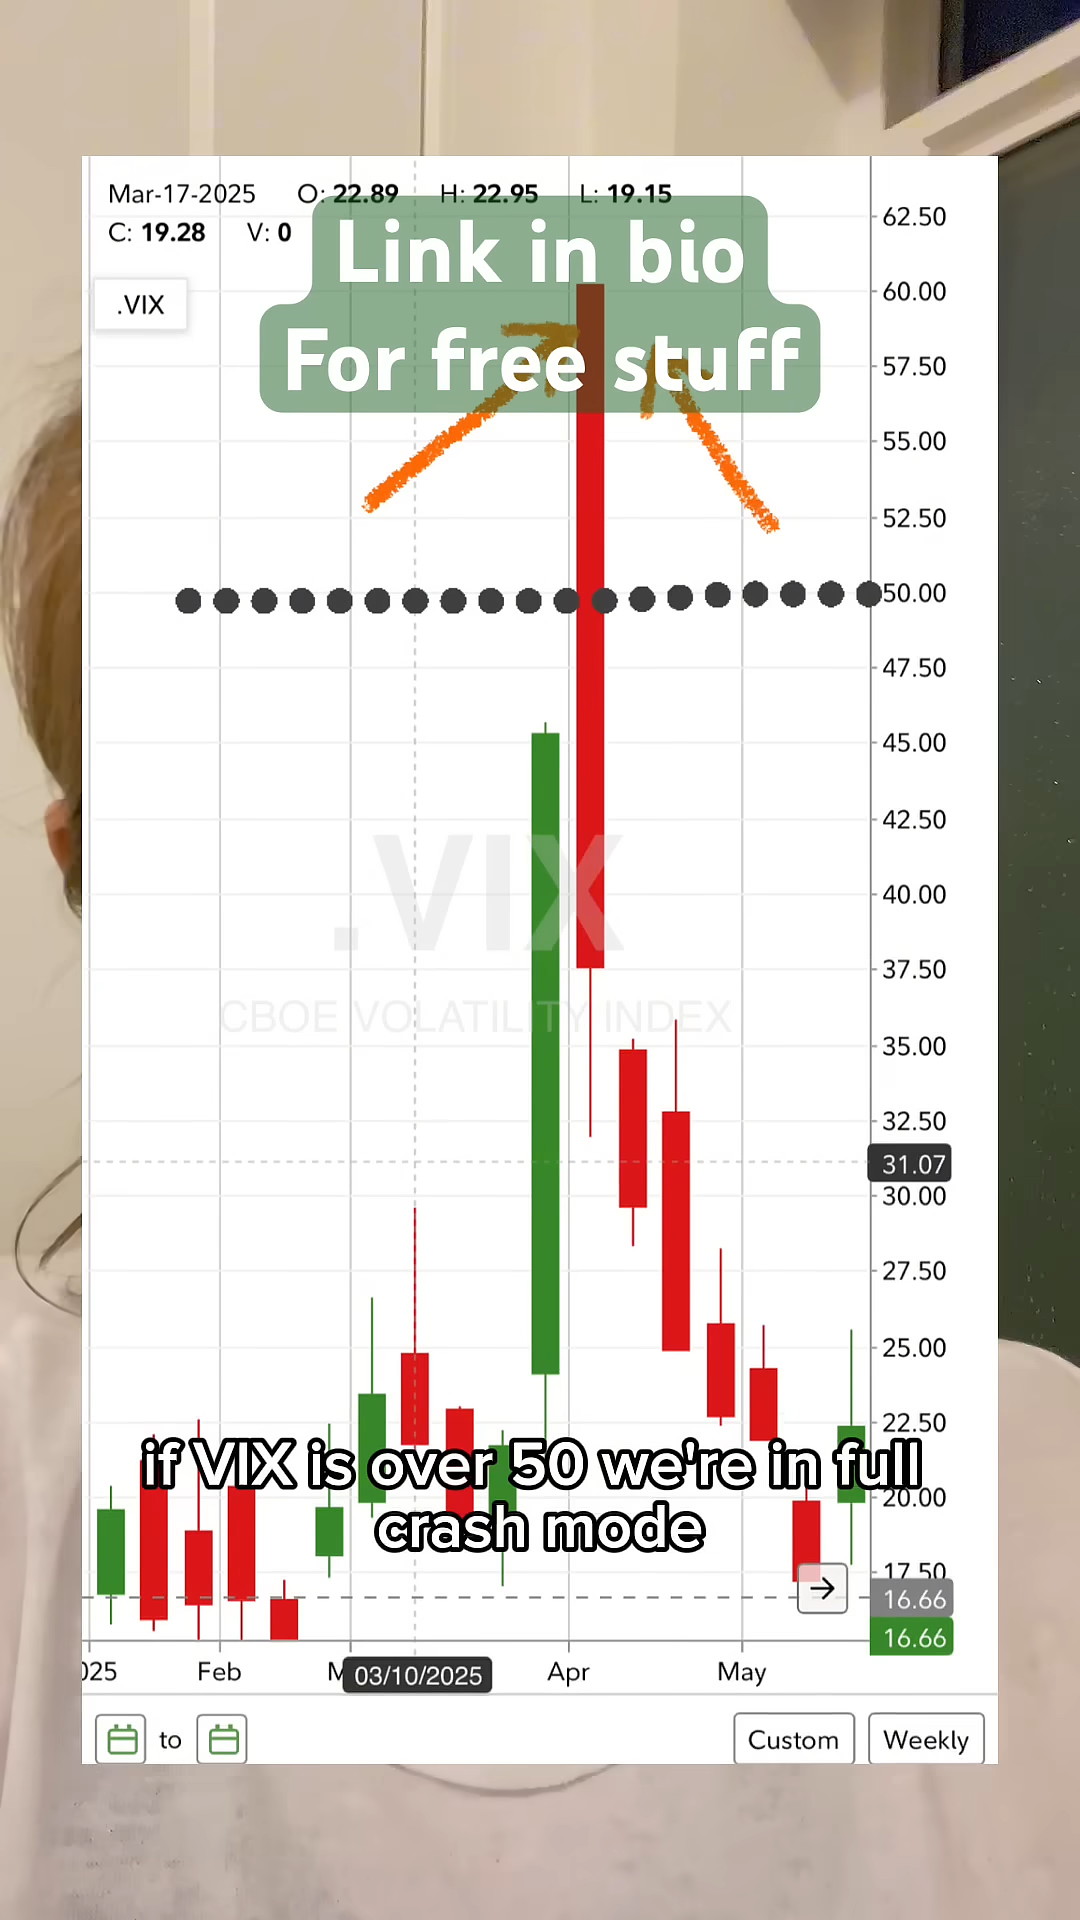 Mar-17-2025 O: 22.89 H: 22.95 L: 19.15
C: 19.28 V: 0
Link in bio
For free stuff
.VIX
62.50
60.00
57.50
55.00
52.50
50.00
47.50
45.00
42.50
40.00
37.50
35.00
32.50
31.07
30.00
27.50
25.00
22.50
20.00
17.50
16.66
16.66
.VIX
CBOE VOLATILITY INDEX
if VIX is over 50 we're in full
crash mode
025 Feb M 03/10/2025 Apr May
to Custom Weekly